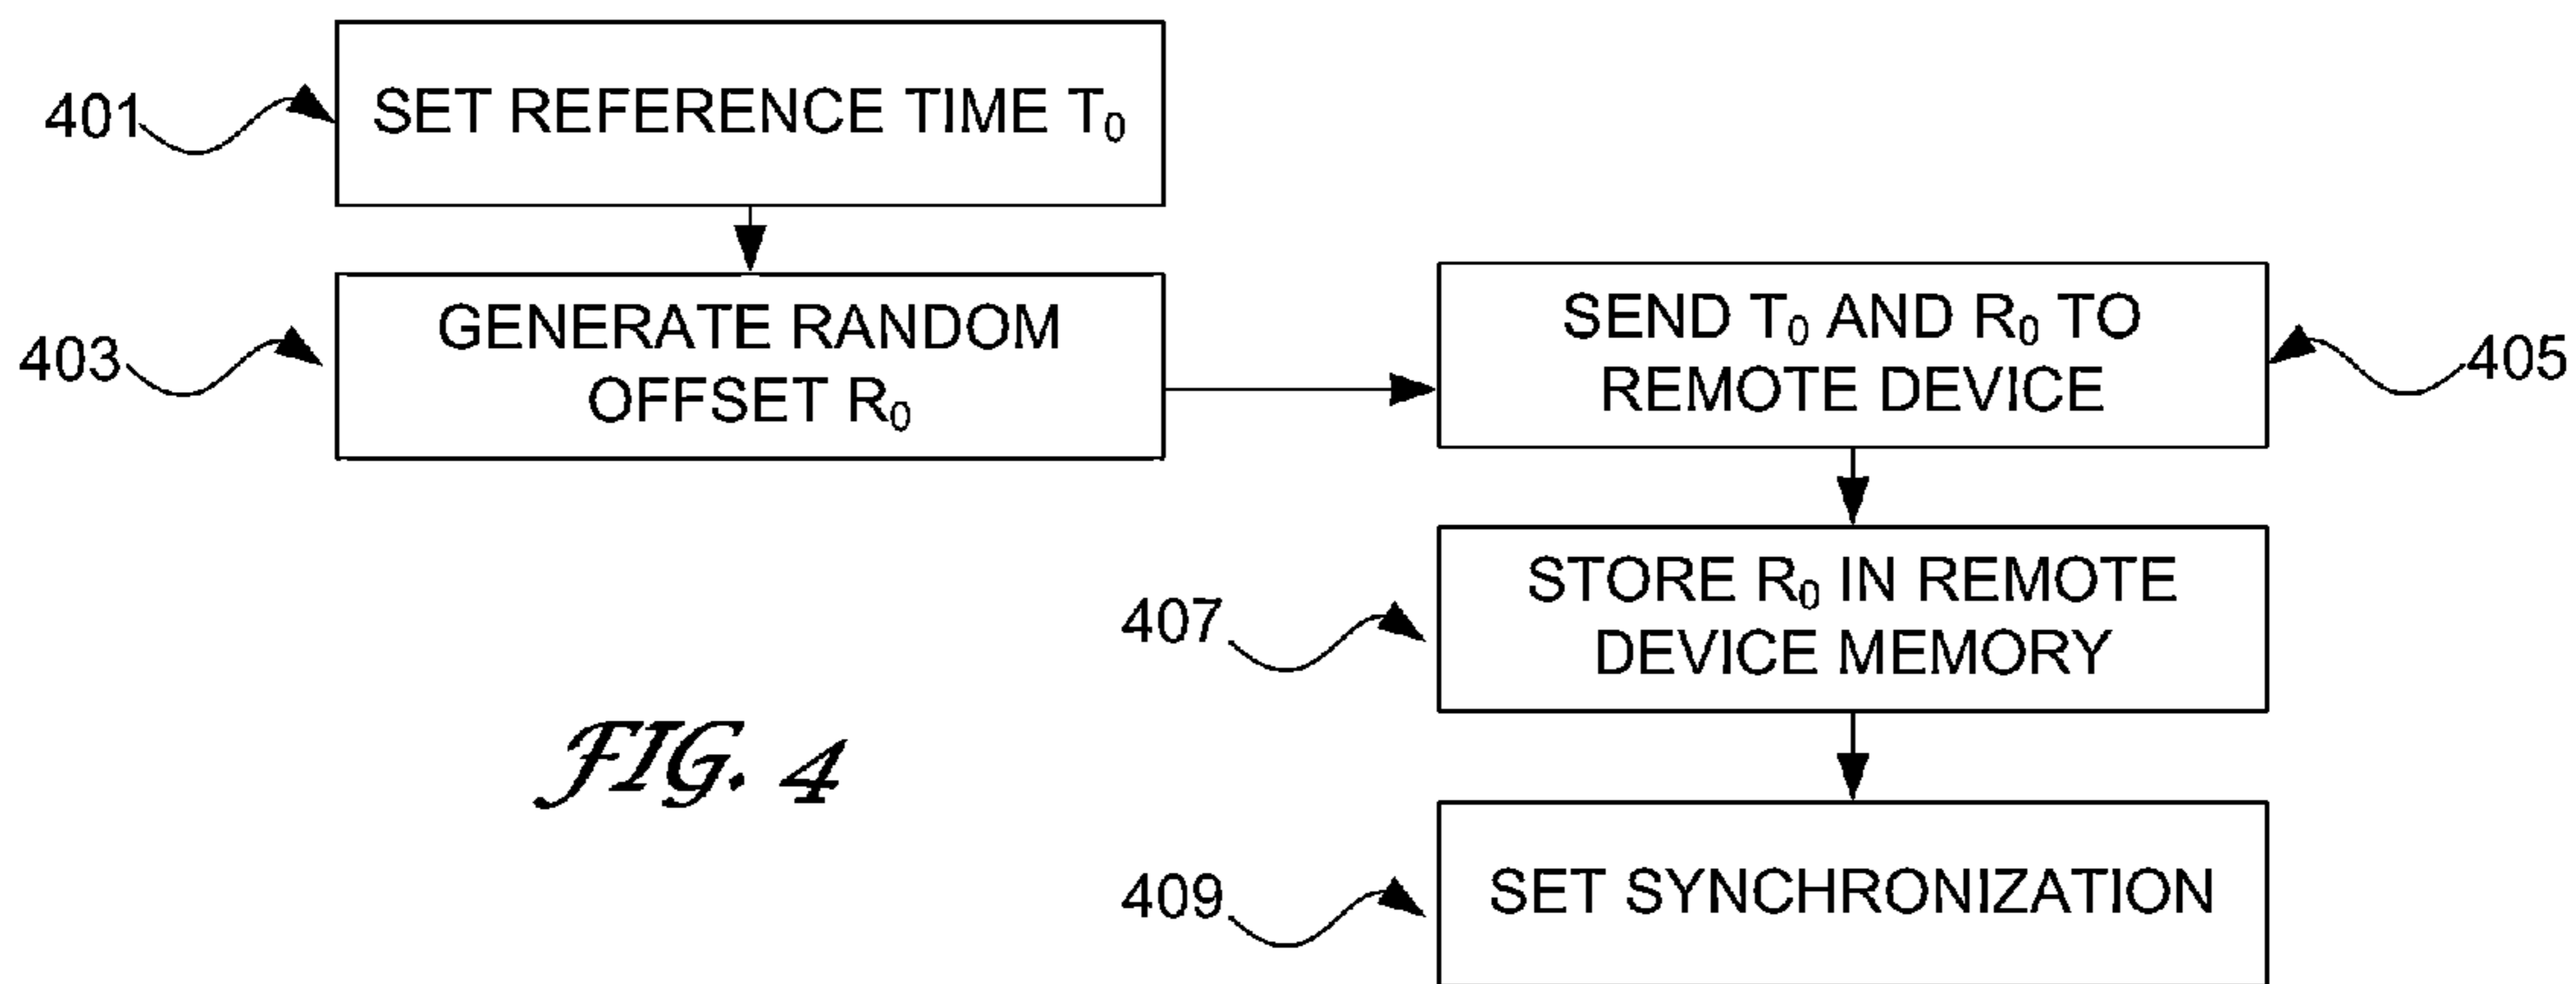 401
SET REFERENCE TIME T₀
403
GENERATE RANDOM
OFFSET R₀
SEND T₀ AND R₀ TO
REMOTE DEVICE
405
407
STORE R₀ IN REMOTE
DEVICE MEMORY
409
SET SYNCHRONIZATION
FIG. 4